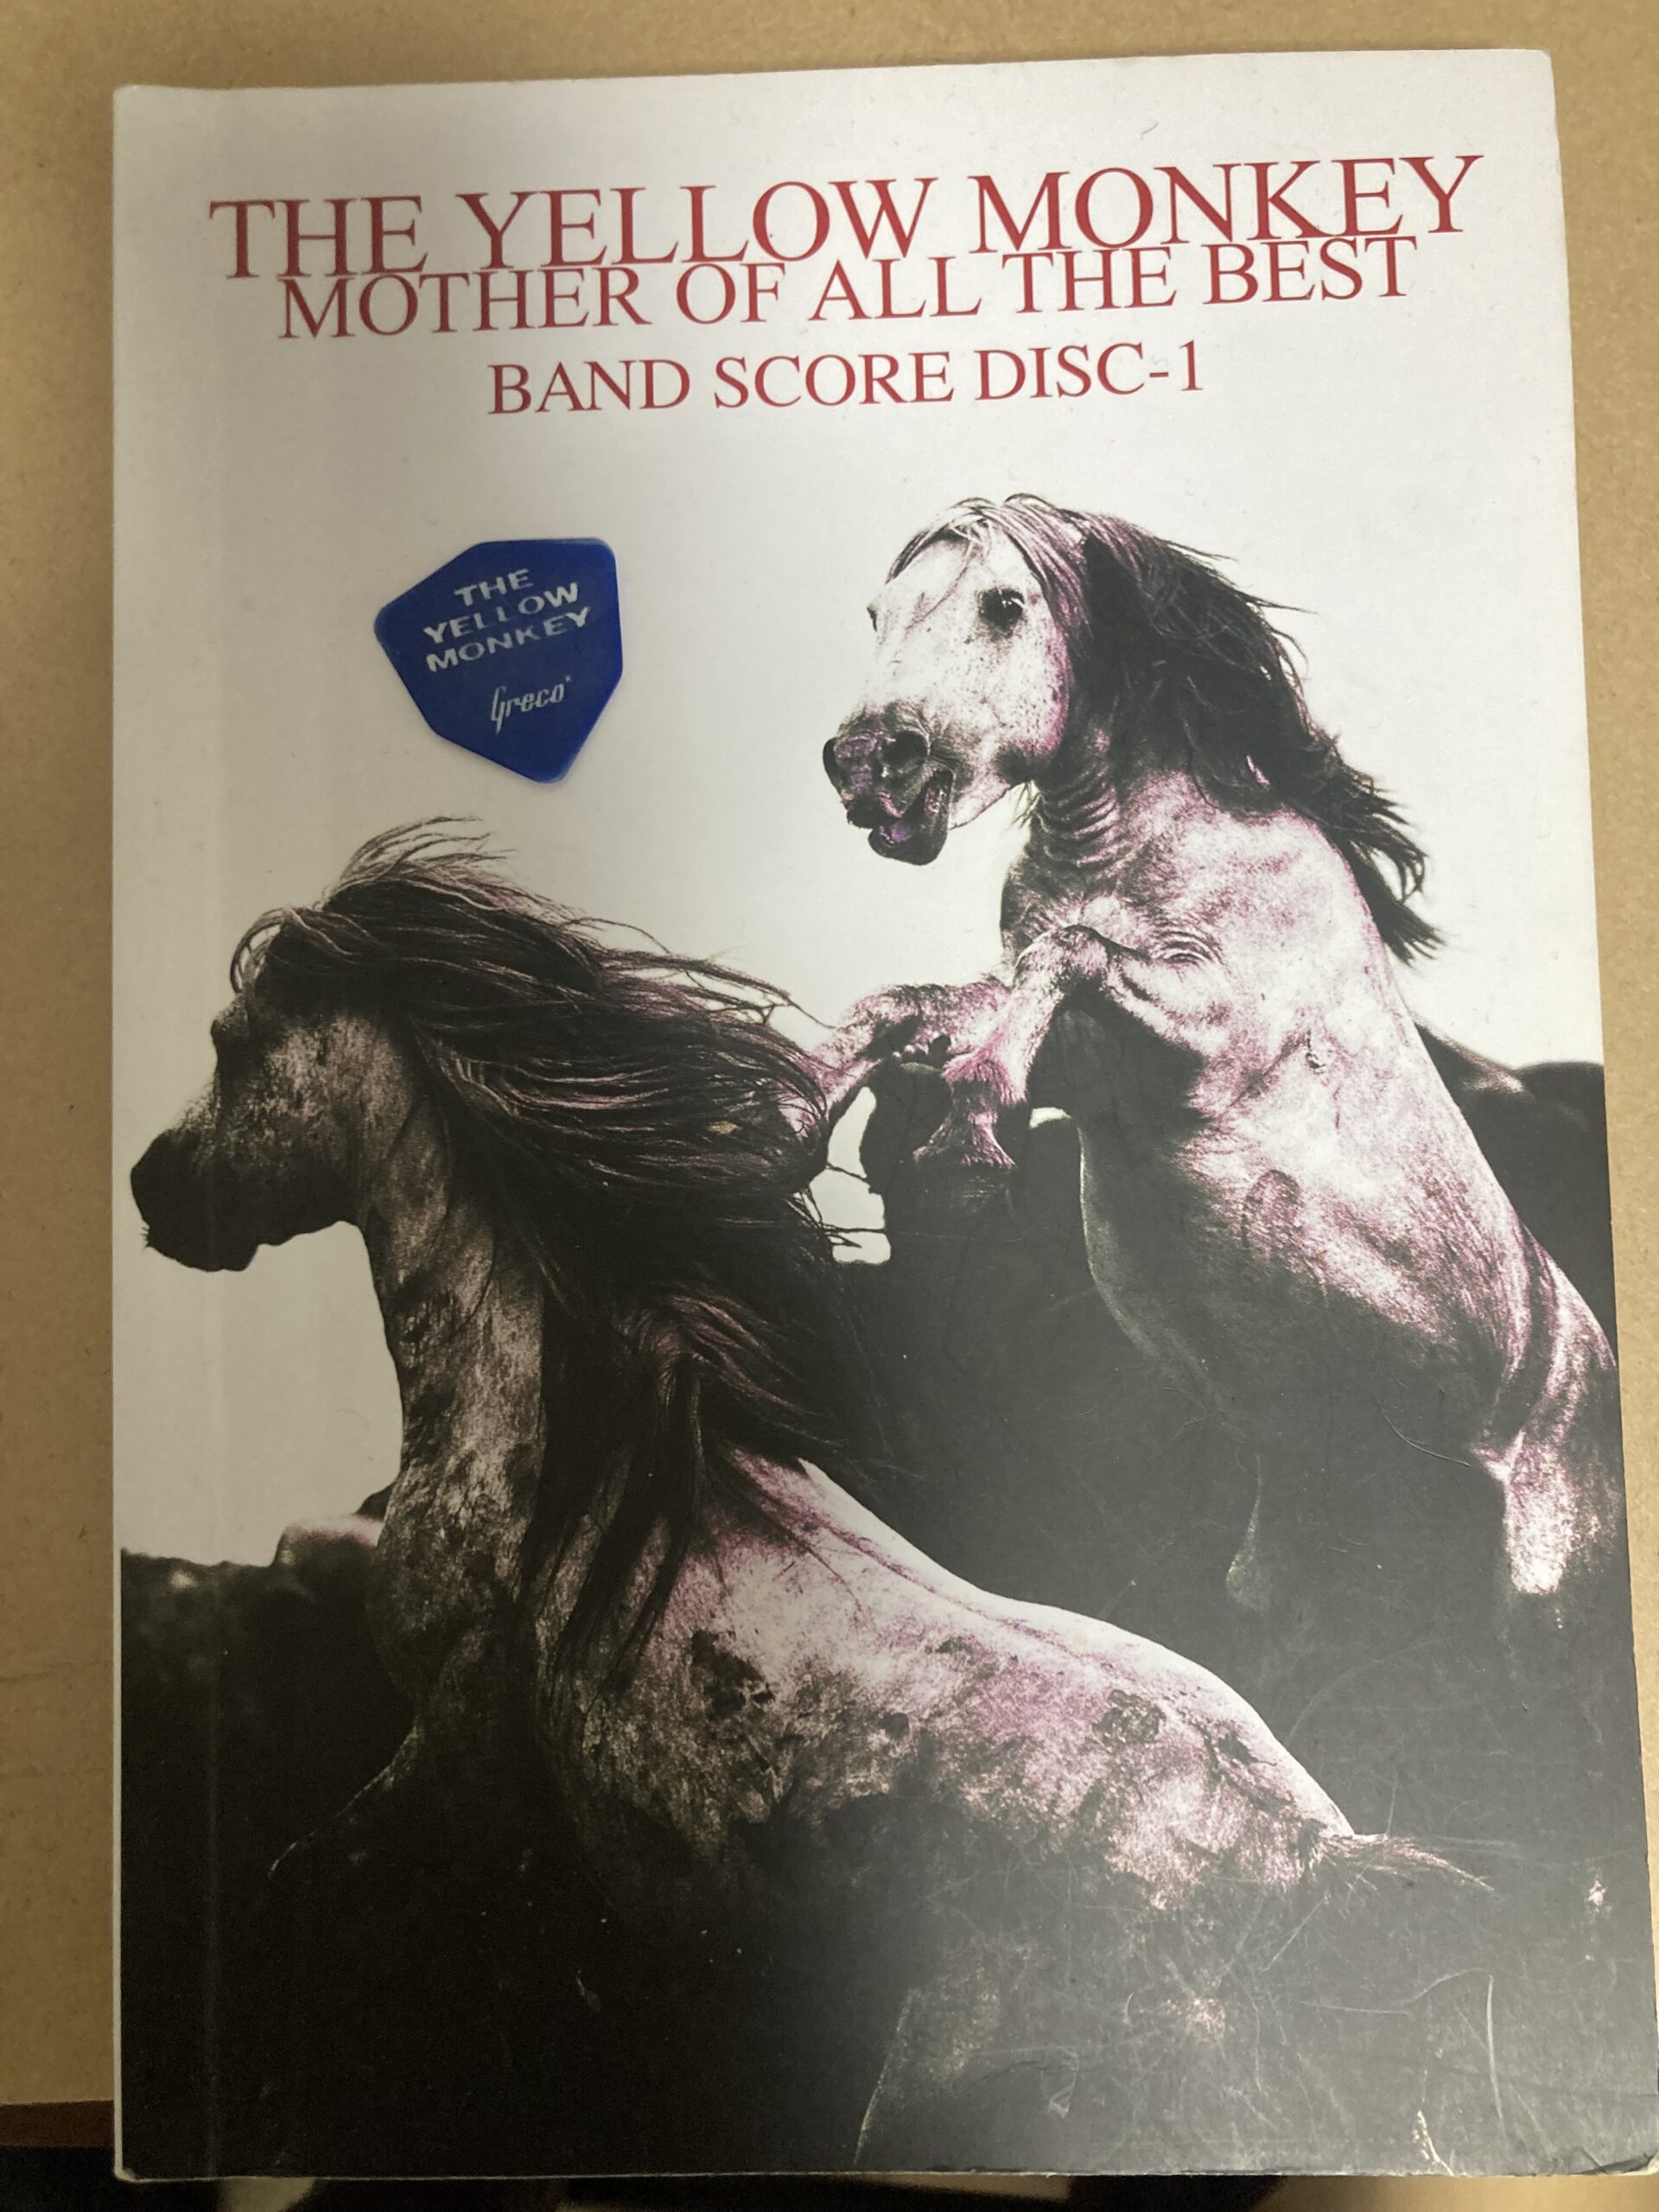 THE YELLOW MONKEY
MOTHER OF ALL THE BEST
BAND SCORE DISC-1
THE
YELLOW
MONKEY
Greco